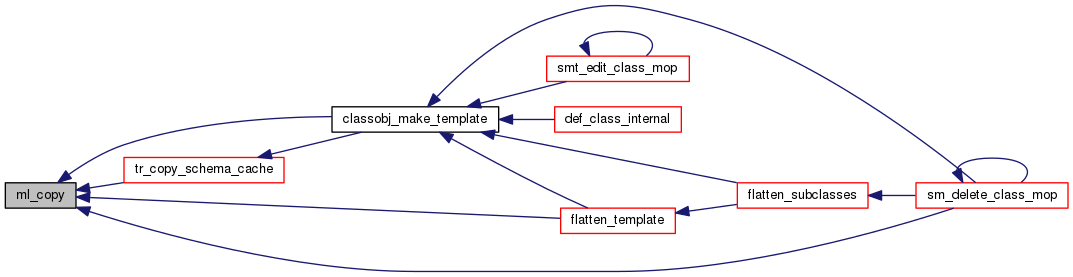 smt_edit_class_mop
classobj_make_template
def_class_internal
tr_copy_schema_cache
ml_copy
flatten_subclasses
sm_delete_class_mop
flatten_template